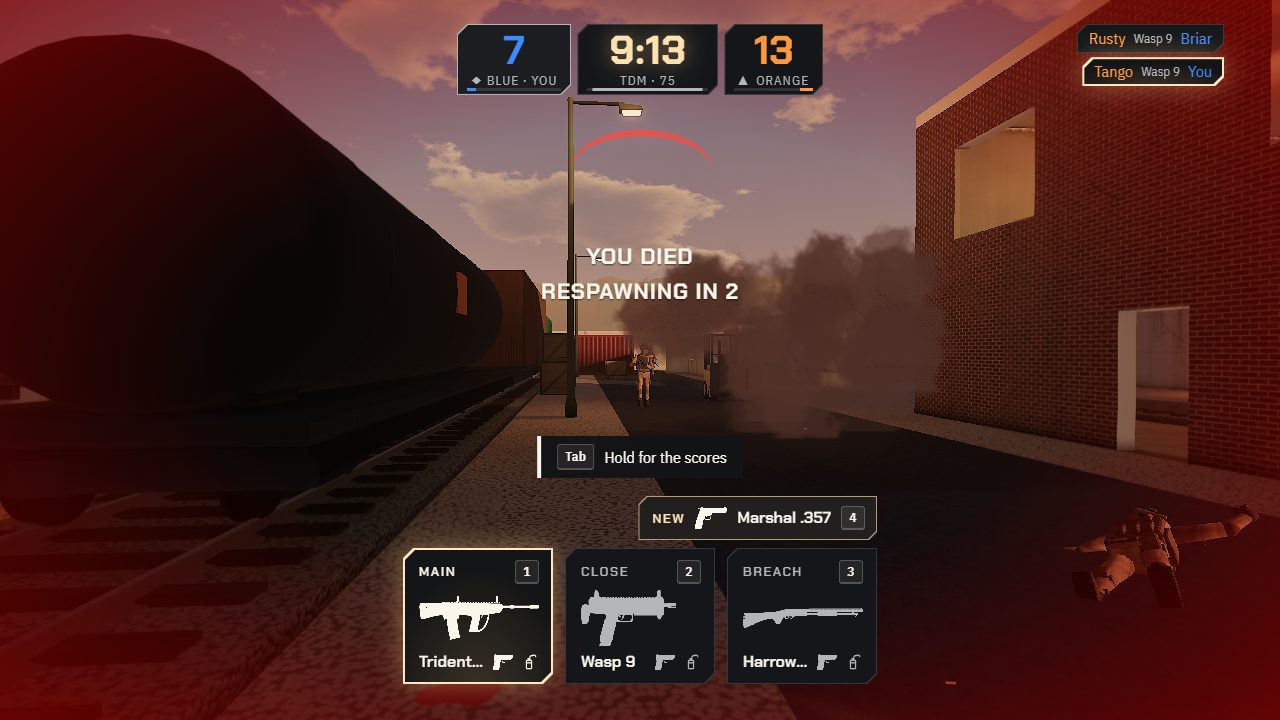 7
◆ BLUE · YOU
9:13
TDM · 75
13
▲ ORANGE
Rusty Wasp 9 Briar
Tango Wasp 9 You
YOU DIED
RESPAWNING IN 2
Tab Hold for the scores
NEW Marshal .357 4
MAIN 1
Trident...
CLOSE 2
Wasp 9
BREACH 3
Harrow...